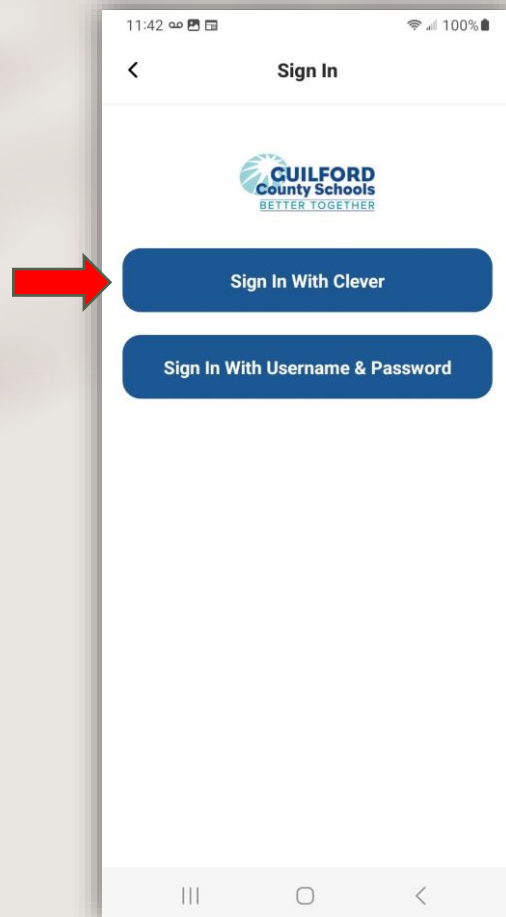 11:42 100%
Sign In
GUILFORD
County Schools
BETTER TOGETHER
Sign In With Clever
Sign In With Username & Password